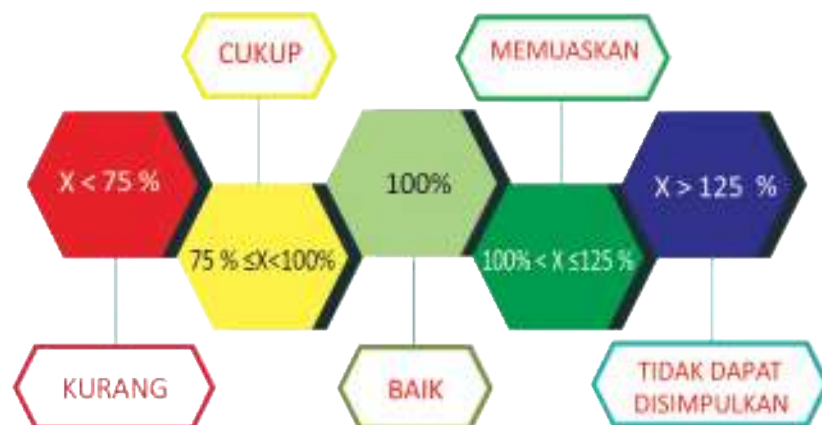 CUKUP
MEMUASKAN
X < 75 %
100%
X > 125 %
75 % ≤X<100%
100% < X ≤125 %
KURANG
BAIK
TIDAK DAPAT
DISIMPULKAN